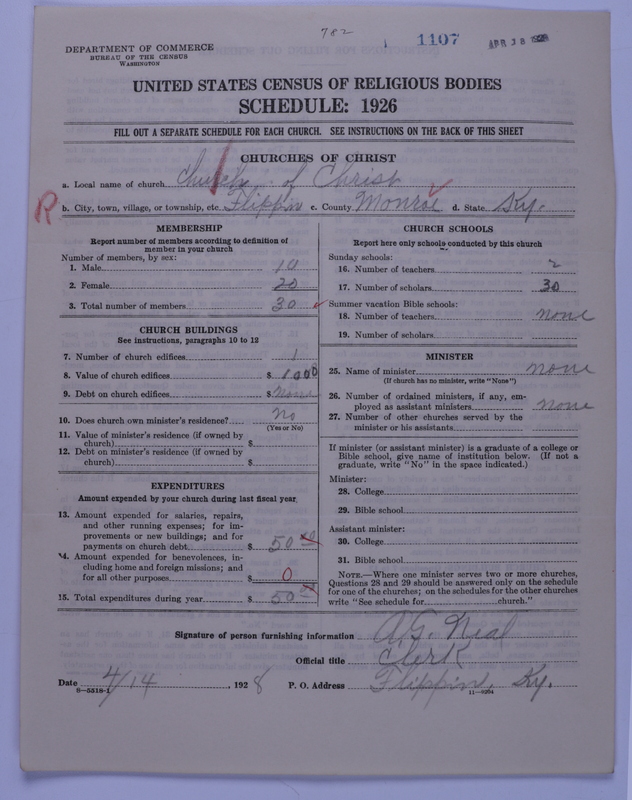 782
1107
APR 18 1928
DEPARTMENT OF COMMERCE
BUREAU OF THE CENSUS
WASHINGTON
UNITED STATES CENSUS OF RELIGIOUS BODIES
SCHEDULE: 1926
FILL OUT A SEPARATE SCHEDULE FOR EACH CHURCH. SEE INSTRUCTIONS ON THE BACK OF THIS SHEET
CHURCHES OF CHRIST
a. Local name of church Church of Christ
R
b. City, town, village, or township, etc. Flippin c. County Monroe d. State Ky.
MEMBERSHIP
Report number of members according to definition of
member in your church
Number of members, by sex:
1. Male 10
2. Female 20
3. Total number of members 30
CHURCH BUILDINGS
See instructions, paragraphs 10 to 12
7. Number of church edifices 1
8. Value of church edifices $ 1000
9. Debt on church edifices $ None
10. Does church own minister's residence? No
(Yes or No)
11. Value of minister's residence (if owned by
church) $
12. Debt on minister's residence (if owned by
church) $
EXPENDITURES
Amount expended by your church during last fiscal year
13. Amount expended for salaries, repairs,
and other running expenses; for im-
provements or new buildings; and for
payments on church debt $ 50 00
14. Amount expended for benevolences, in-
cluding home and foreign missions; and
for all other purposes $ 0
15. Total expenditures during year $ 50 00
CHURCH SCHOOLS
Report here only schools conducted by this church
Sunday schools:
16. Number of teachers 2
17. Number of scholars 30
Summer vacation Bible schools:
18. Number of teachers none
19. Number of scholars
MINISTER
25. Name of minister none
(If church has no minister, write "None")
26. Number of ordained ministers, if any, em-
ployed as assistant ministers none
27. Number of other churches served by the
minister or his assistants
If minister (or assistant minister) is a graduate of a college or
Bible school, give name of institution below. (If not a
graduate, write "No" in the space indicated.)
Minister:
28. College
29. Bible school
Assistant minister:
30. College
31. Bible school
NOTE.—Where one minister serves two or more churches,
Questions 28 and 29 should be answered only on the schedule
for one of the churches; on the schedules for the other churches
write "See schedule for church."
Signature of person furnishing information A.G. Neal
Official title Clerk
Date 4/14, 1928 P. O. Address Flippin, Ky.
8—5318-1